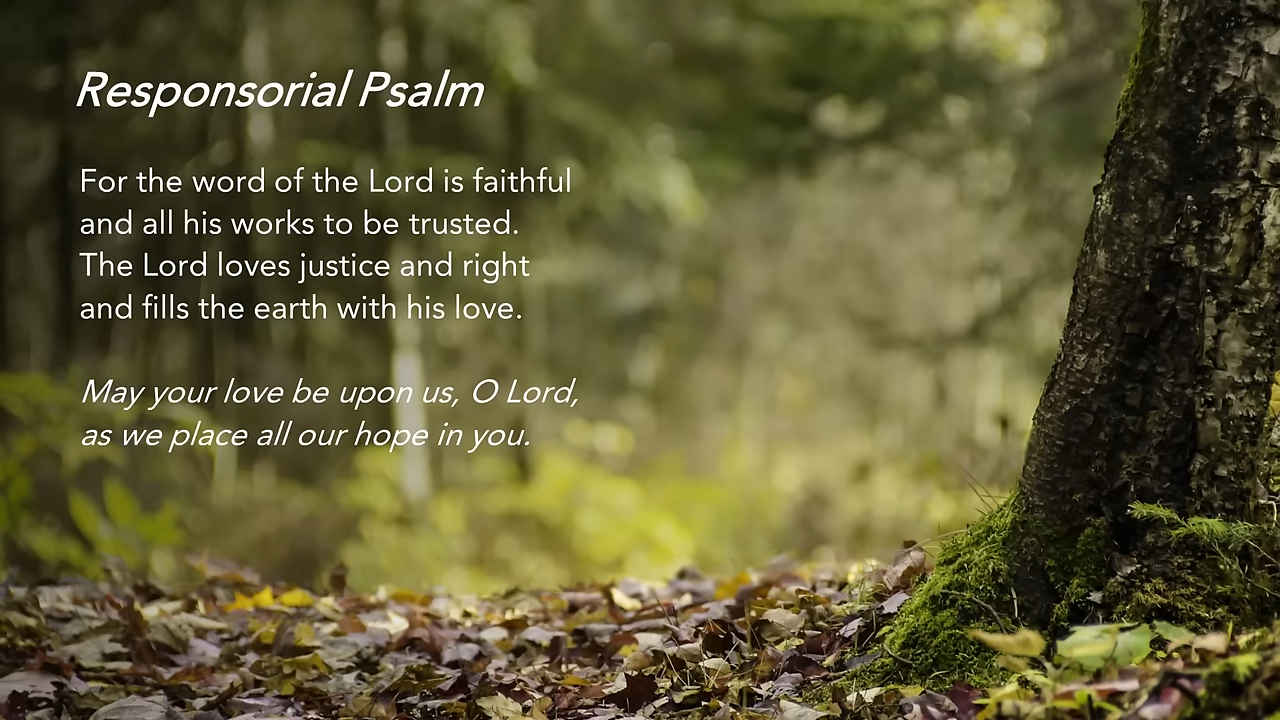 Responsorial Psalm
For the word of the Lord is faithful
and all his works to be trusted.
The Lord loves justice and right
and fills the earth with his love.
May your love be upon us, O Lord,
as we place all our hope in you.